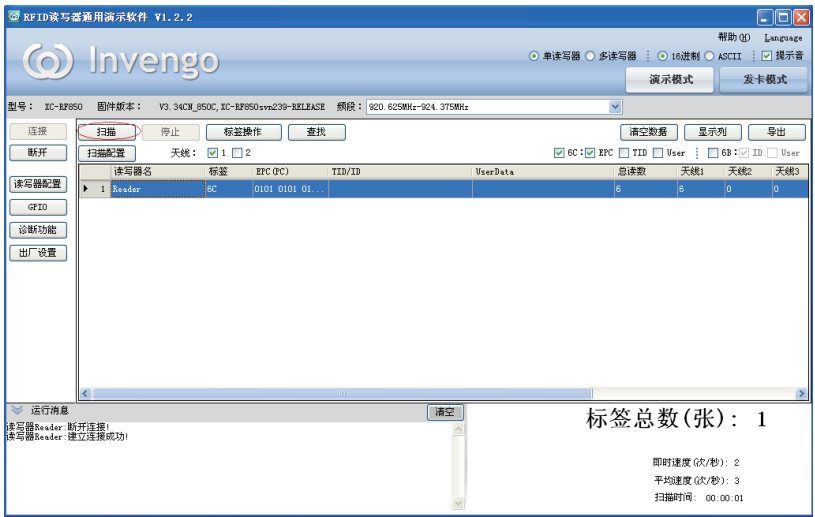 RFID读写器通用演示软件 V1.2.2
帮助(H) Language
Invengo
单读写器 多读写器 16进制 ASCII 提示音
演示模式 发卡模式
型号： XC-RF850 固件版本： V3.34CN_850C,XC-RF850svn239-RELEASE 频段： 920.625MHz-924.375MHz
连接 扫描 停止 标签操作 查找 清空数据 显示列 导出
断开 扫描配置 天线： 1 2 6C： EPC TID User 6B： ID User
读写器名 标签 EPC(PC) TID/ID UserData 总读数 天线1 天线2 天线3
1 Reader 6C 0101 0101 01... 6 6 0 0
读写器配置
GPIO
诊断功能
出厂设置
运行消息 清空
读写器Reader:断开连接!
读写器Reader:建立连接成功!
标签总数(张)： 1
即时速度(次/秒)： 2
平均速度(次/秒)： 3
扫描时间： 00:00:01